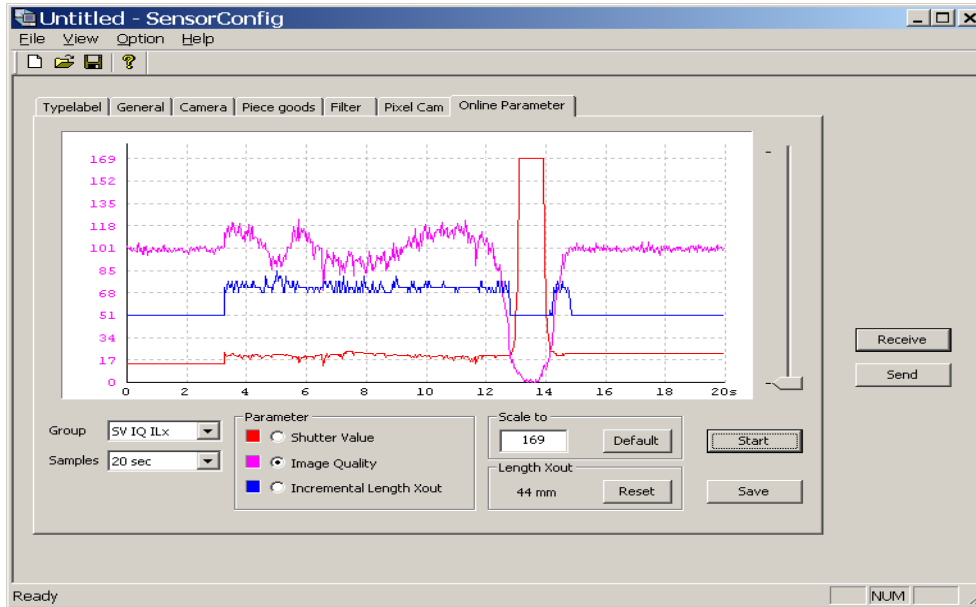 Untitled - SensorConfig
File View Option Help
Typelabel General Camera Piece goods Filter Pixel Cam Online Parameter
169
152
135
118
101
85
68
51
34
17
0
0 2 4 6 8 10 12 14 16 18 20s
Receive
Send
Group SV IQ ILx
Samples 20 sec
Parameter
Shutter Value
Image Quality
Incremental Length Xout
Scale to
169 Default
Length Xout
44 mm Reset
Start
Save
Ready NUM